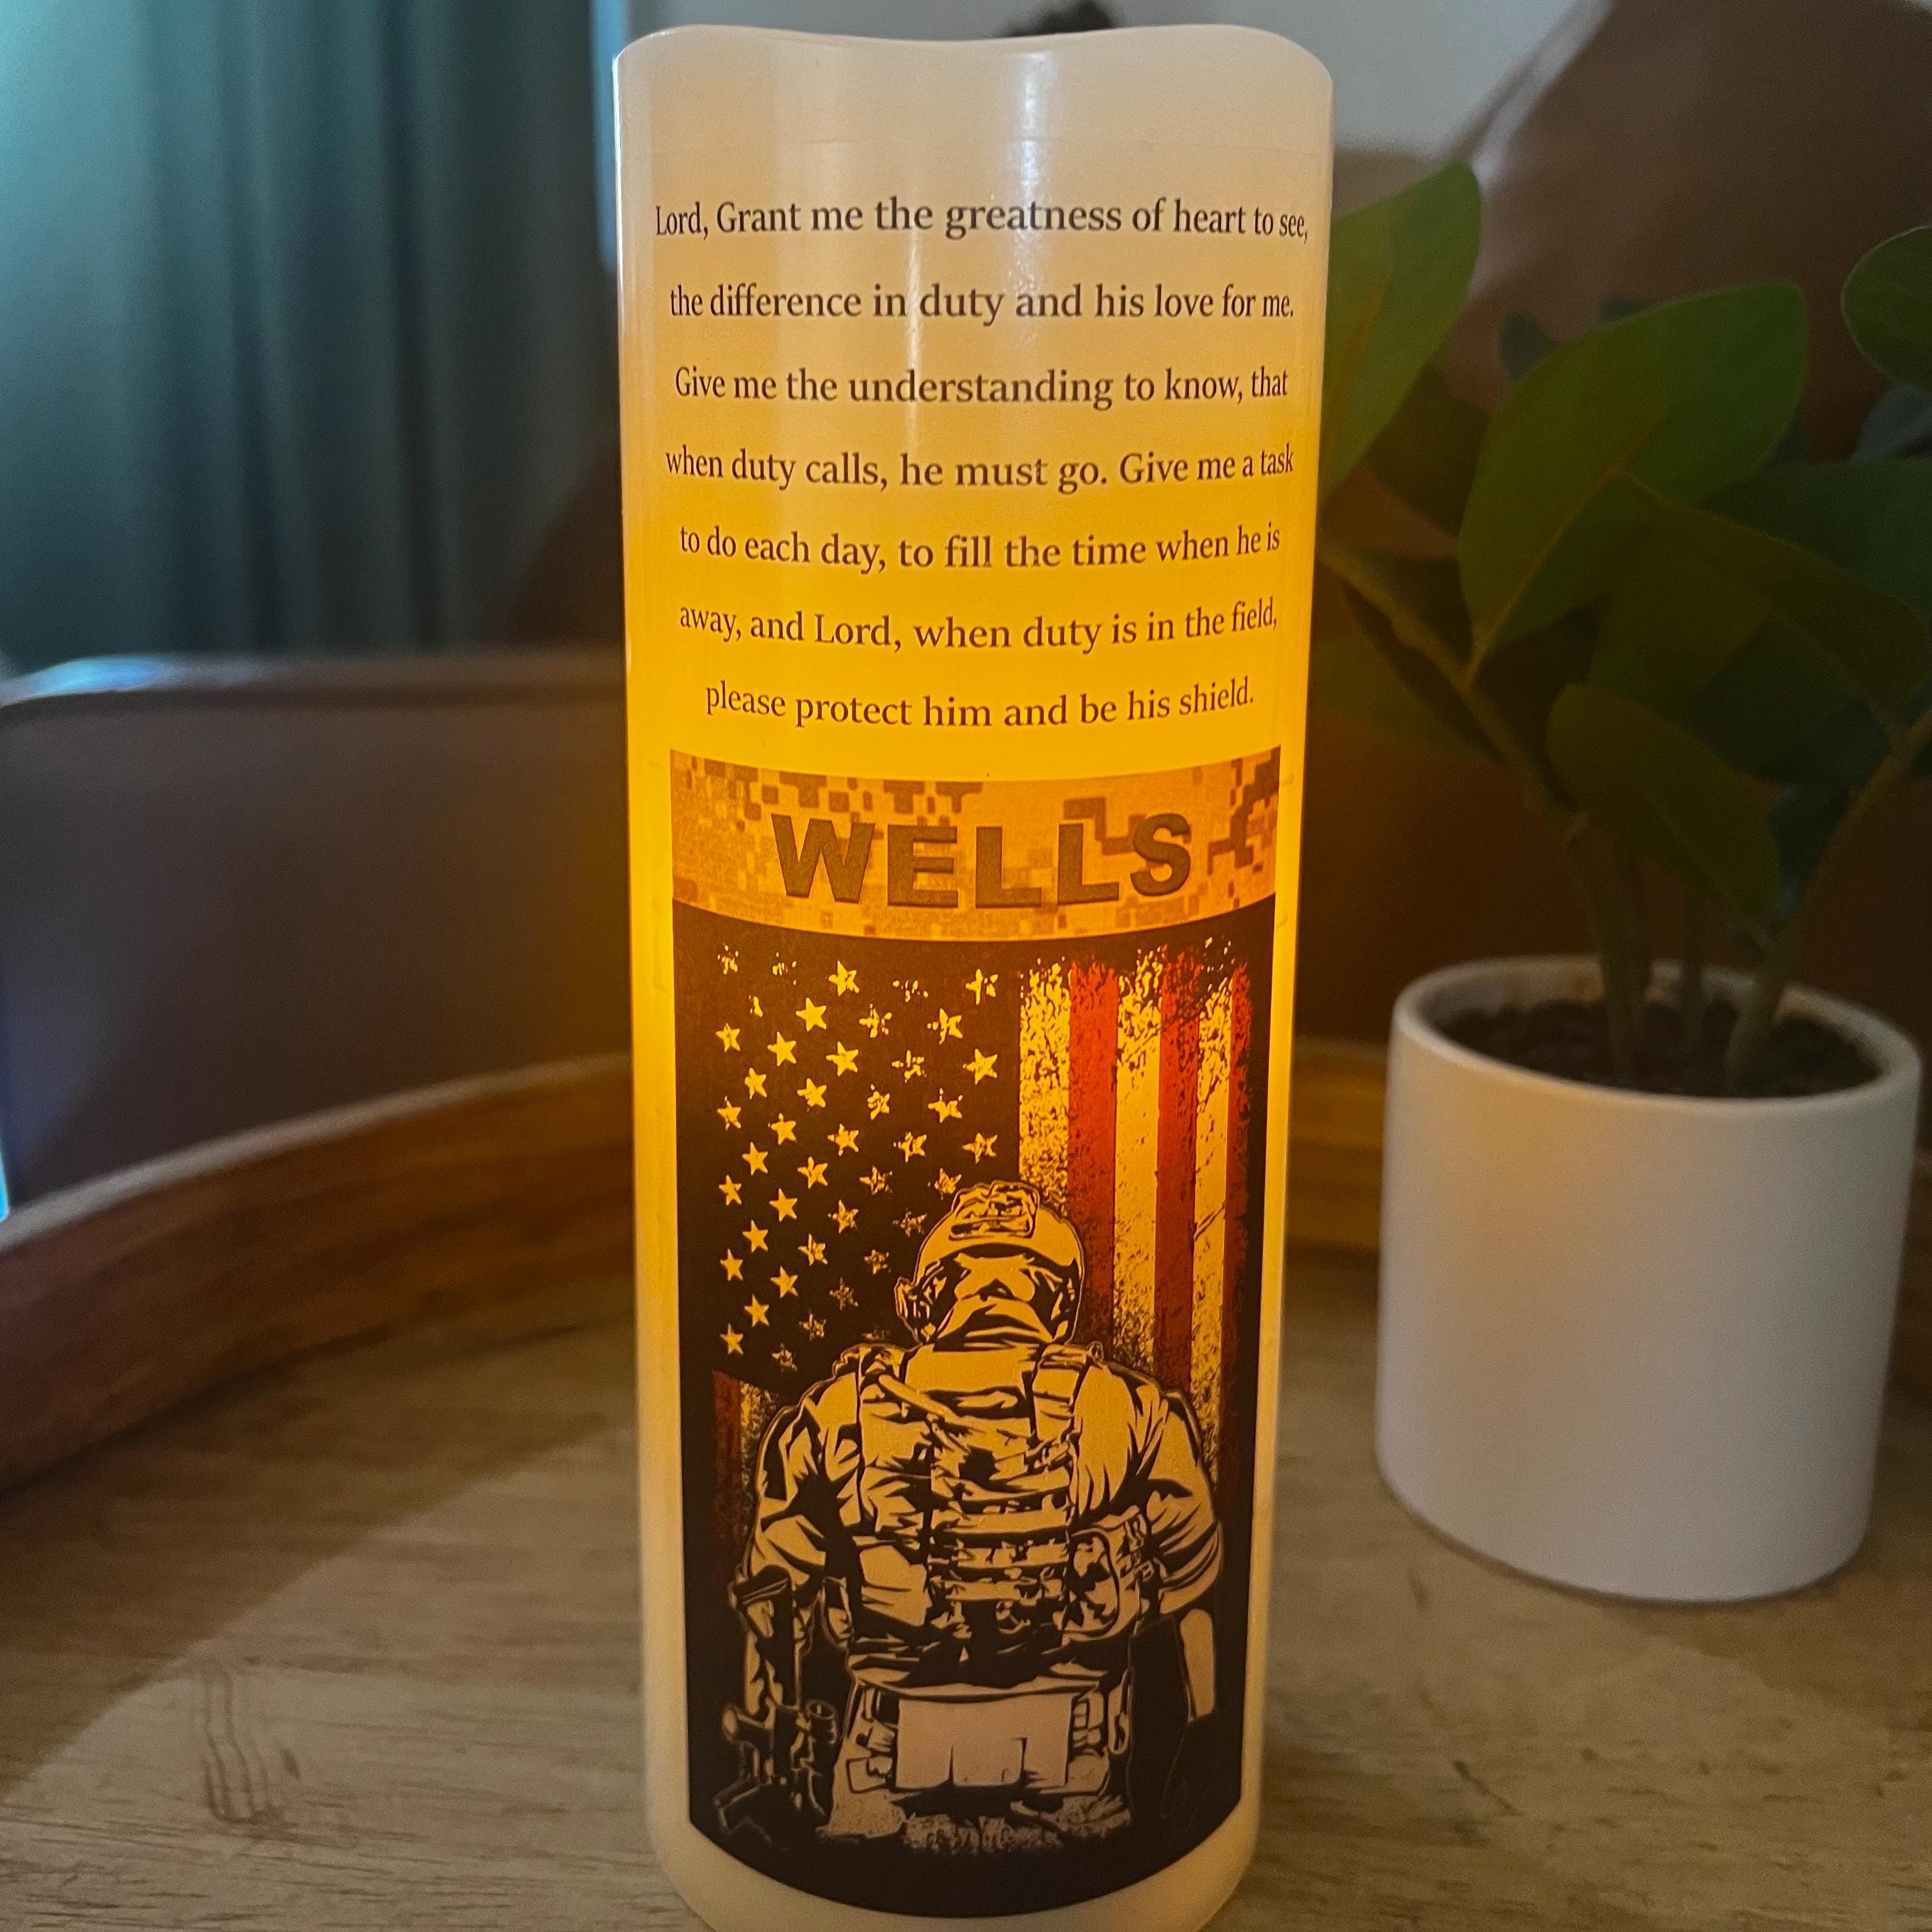 Lord, Grant me the greatness of heart to see,
the difference in duty and his love for me.
Give me the understanding to know, that
when duty calls, he must go. Give me a task
to do each day, to fill the time when he is
away, and Lord, when duty is in the field,
please protect him and be his shield.
WELLS